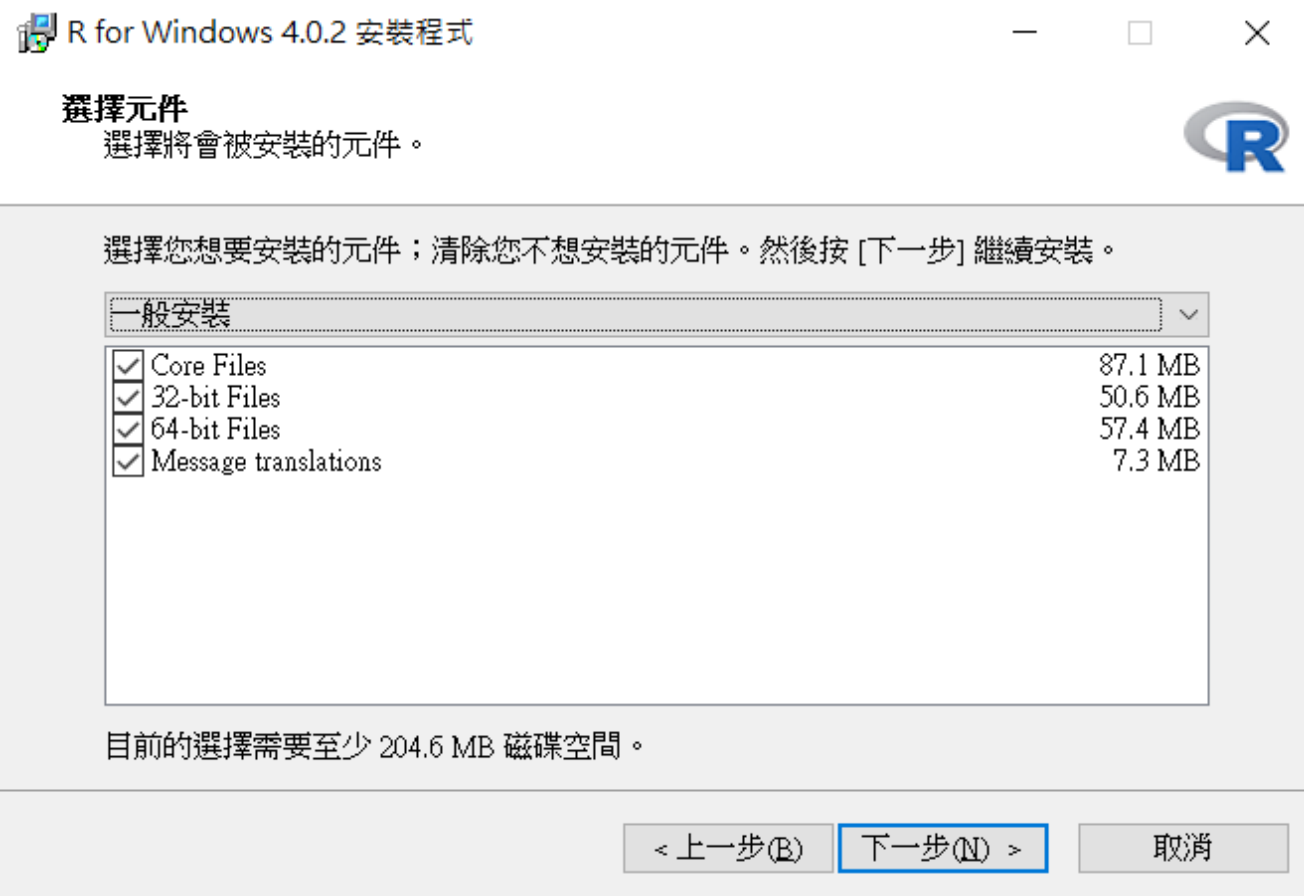 R for Windows 4.0.2 安裝程式
選擇元件
選擇將會被安裝的元件。
R
選擇您想要安裝的元件；清除您不想安裝的元件。然後按 [下一步] 繼續安裝。
一般安裝
Core Files 87.1 MB
32-bit Files 50.6 MB
64-bit Files 57.4 MB
Message translations 7.3 MB
目前的選擇需要至少 204.6 MB 磁碟空間。
< 上一步(B) 下一步(N) > 取消